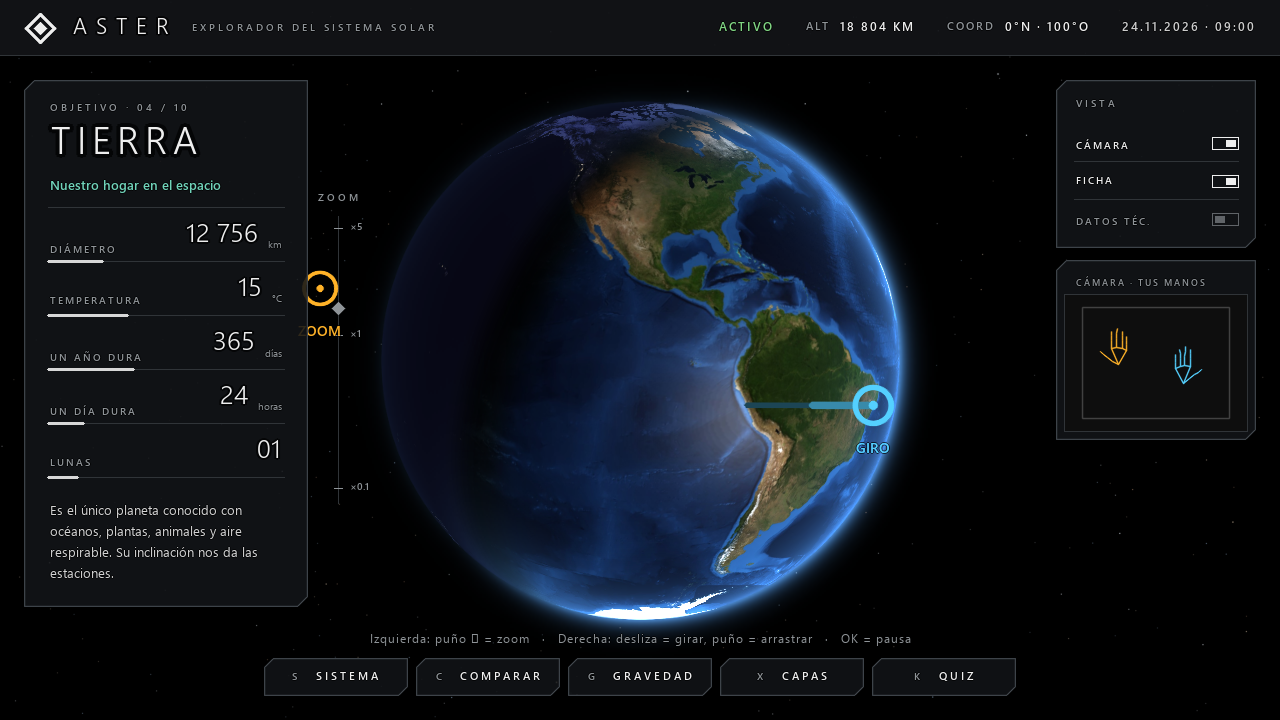 ASTER EXPLORADOR DEL SISTEMA SOLAR ACTIVO ALT 18 804 KM COORD 0°N · 100°O 24.11.2026 · 09:00
OBJETIVO · 04 / 10
TIERRA
Nuestro hogar en el espacio
DIÁMETRO 12 756 km
TEMPERATURA 15 °C
UN AÑO DURA 365 días
UN DÍA DURA 24 horas
LUNAS 01
Es el único planeta conocido con
océanos, plantas, animales y aire
respirable. Su inclinación nos da las
estaciones.
ZOOM
×5
ZOOM
×1
×0.1
GIRO
VISTA
CÁMARA
FICHA
DATOS TÉC.
CÁMARA · TUS MANOS
Izquierda: puño ▯ = zoom · Derecha: desliza = girar, puño = arrastrar · OK = pausa
S SISTEMA
C COMPARAR
G GRAVEDAD
X CAPAS
K QUIZ